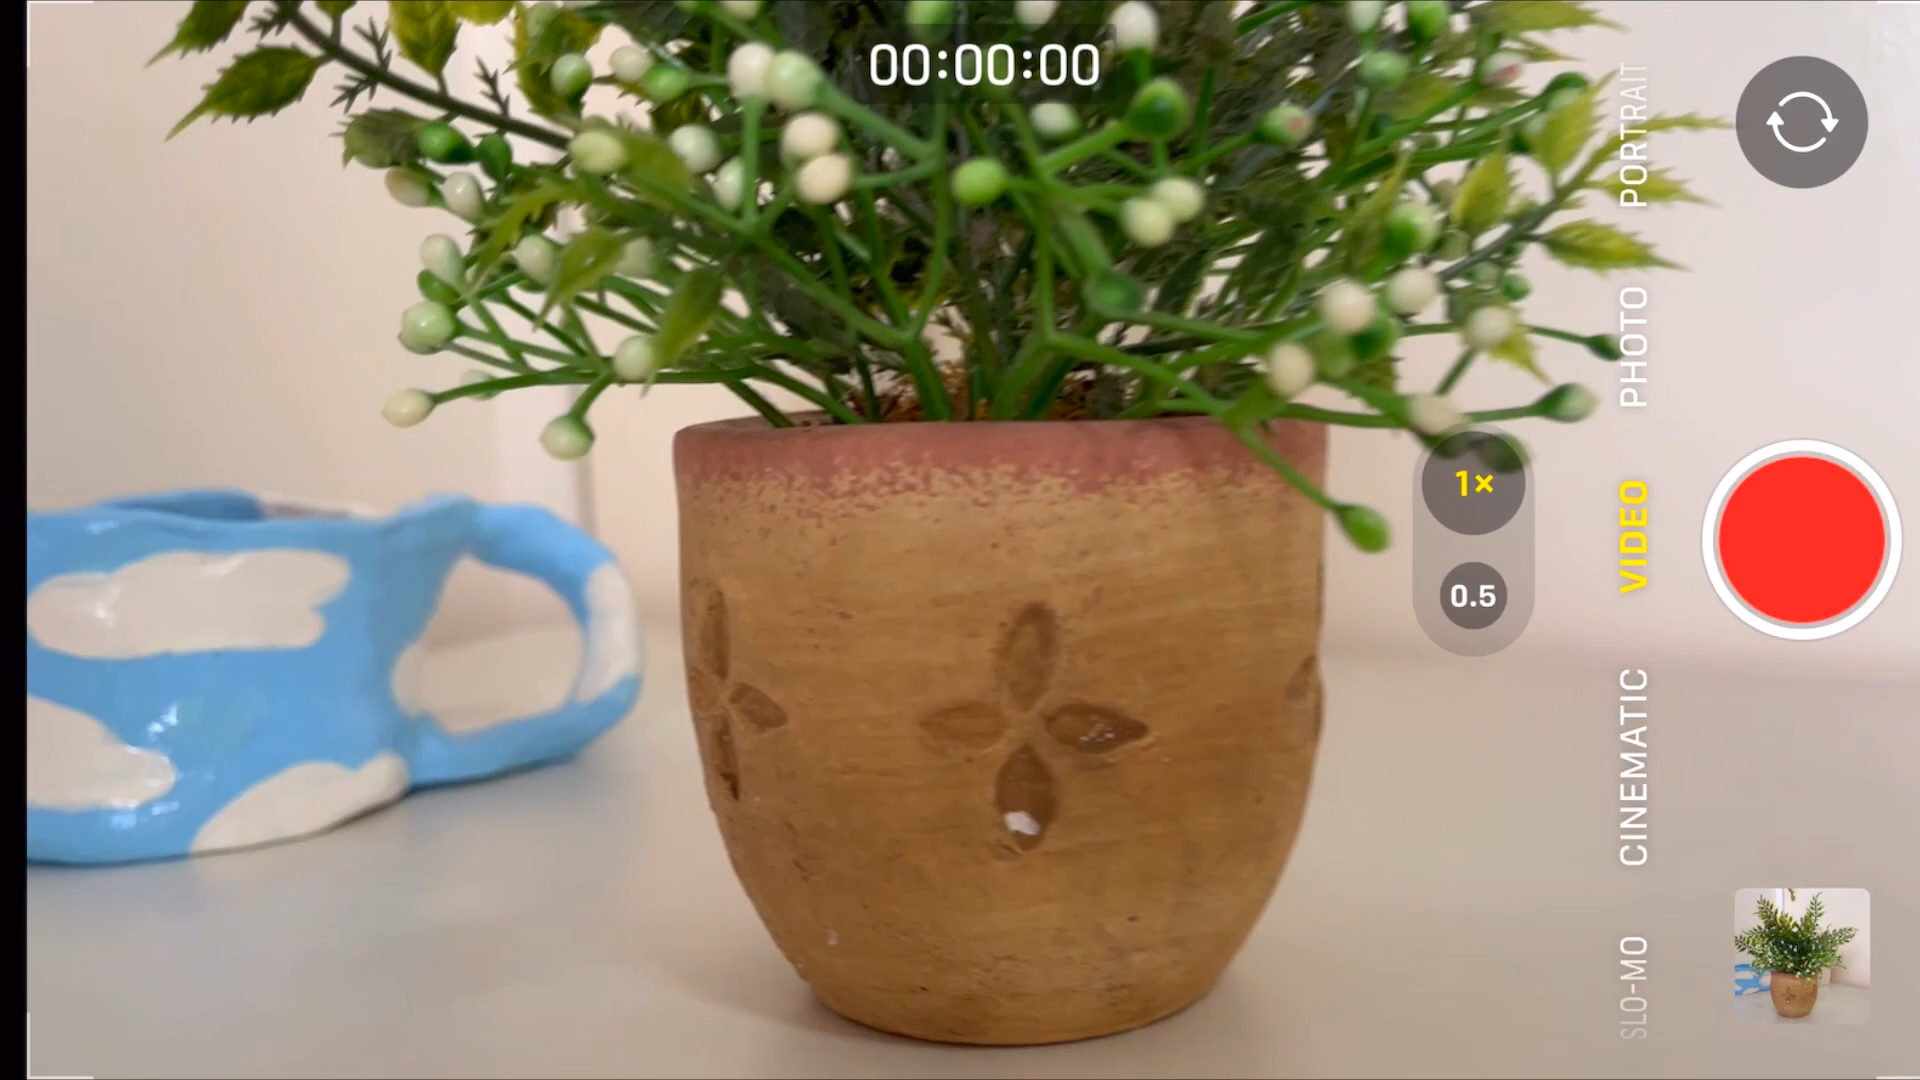 00:00:00
PORTRAIT
PHOTO
1×
VIDEO
0.5
CINEMATIC
SLO-MO